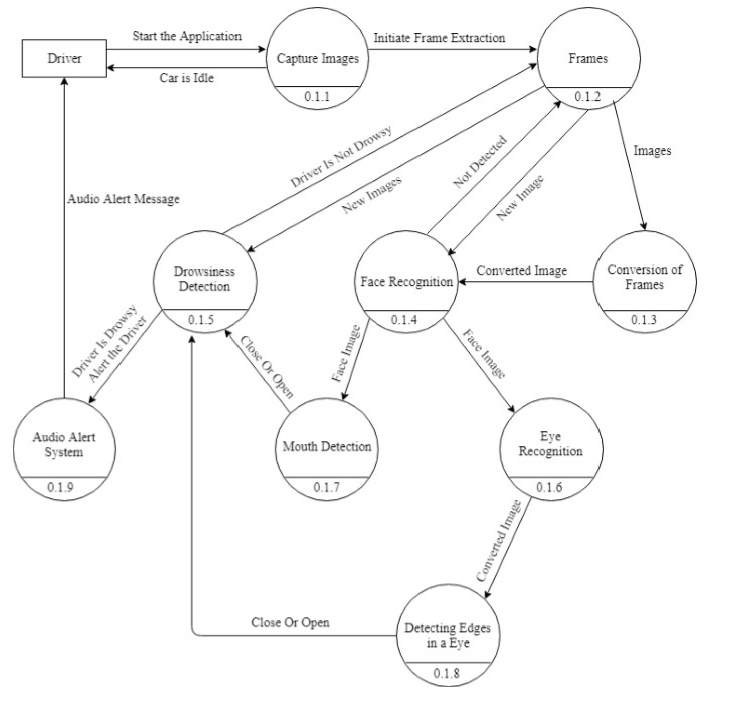 Driver
Start the Application
Car is Idle
Capture Images
0.1.1
Initiate Frame Extraction
Frames
0.1.2
Driver Is Not Drowsy
New Images
Not Detected
New Image
Images
Audio Alert Message
Drowsiness
Detection
0.1.5
Face Recognition
0.1.4
Converted Image
Conversion of
Frames
0.1.3
Driver Is Drowsy
Alert the Driver
Close Or Open
Face Image
Face Image
Audio Alert
System
0.1.9
Mouth Detection
0.1.7
Eye
Recognition
0.1.6
Converted Image
Close Or Open
Detecting Edges
in a Eye
0.1.8